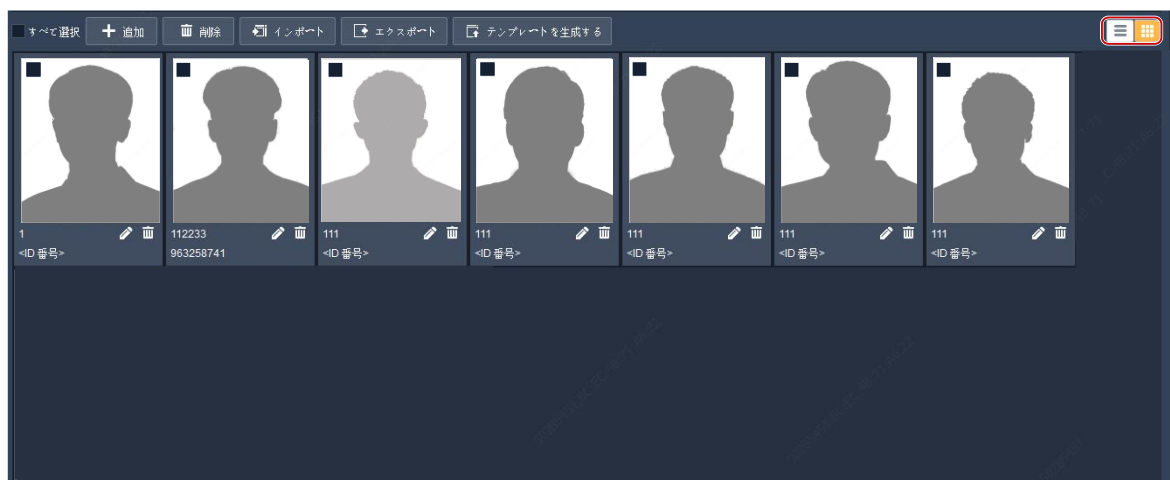 すべて選択 追加 削除 インポート エクスポート テンプレートを生成する
1 112233 111 111 111 111 111
<ID 番号> 963258741 <ID 番号> <ID 番号> <ID 番号> <ID 番号> <ID 番号>